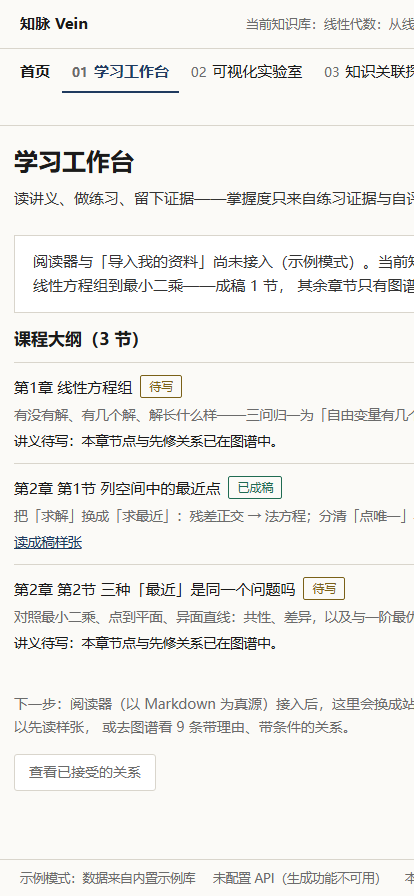 知脉 Vein
当前知识库：线性代数：从线
首页
01 学习工作台
02 可视化实验室
03 知识关联探
学习工作台
读讲义、做练习、留下证据——掌握度只来自练习证据与自评
阅读器与「导入我的资料」尚未接入（示例模式）。当前知
线性方程组到最小二乘——成稿 1 节， 其余章节只有图谱
课程大纲（3 节）
第1章 线性方程组 待写
有没有解、有几个解、解长什么样——三问归一为「自由变量有几个
讲义待写：本章节点与先修关系已在图谱中。
第2章 第1节 列空间中的最近点 已成稿
把「求解」换成「求最近」：残差正交 → 法方程；分清「点唯一」
读成稿样张
第2章 第2节 三种「最近」是同一个问题吗 待写
对照最小二乘、点到平面、异面直线：共性、差异，以及与一阶最优
讲义待写：本章节点与先修关系已在图谱中。
下一步：阅读器（以 Markdown 为真源）接入后，这里会换成站
以先读样张， 或去图谱看 9 条带理由、带条件的关系。
查看已接受的关系
示例模式：数据来自内置示例库
未配置 API（生成功能不可用）
本